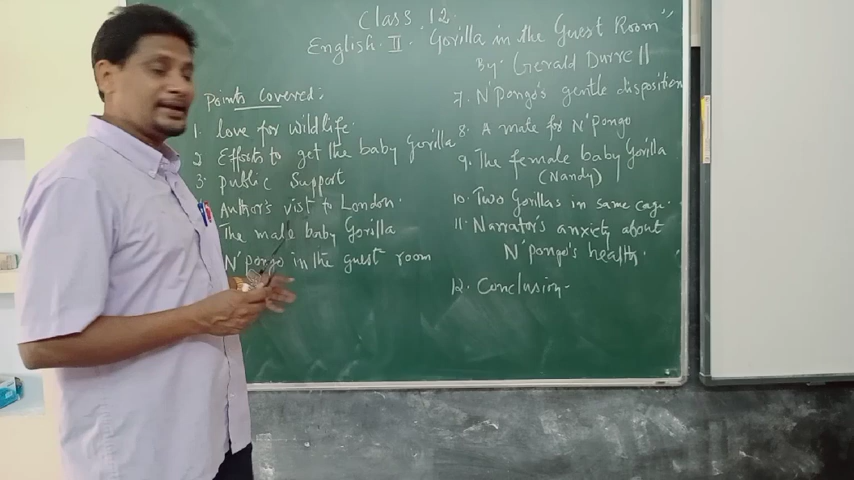 Class 12.
English. II. "Gorilla in the Guest Room"
By: Gerald Durrell
Points Covered:-
1. love for wildlife.
2 Efforts to get the baby Gorilla
3. Public Support
Author's vist to London.
The male baby Gorilla
N'Pongo in the guest room
7. N'Pongo's gentle disposition
8. A mate for N'Pongo
9. The female baby Gorilla
(Nandy)
10. Two Gorillas in same cage.
11. Narrator's anxiety about
N'Pongo's health.
12. Conclusion.